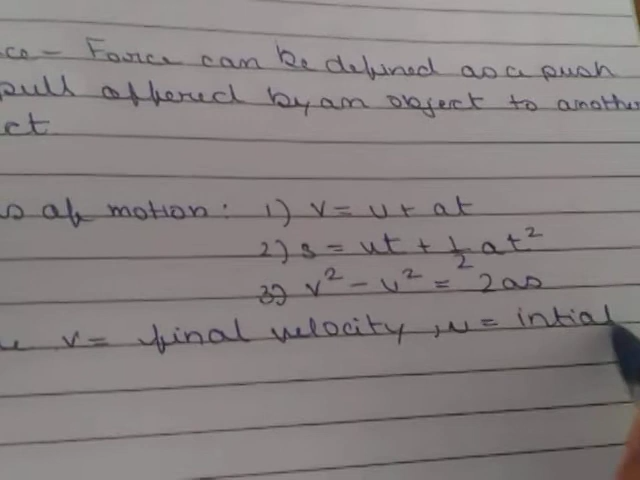 ce - Force can be defined as a push
pull offered by an object to another
ct
s of motion: 1) v = u + at
2) s = ut + 1/2 at²
3) v² - u² = 2as
v = final velocity, u = intial